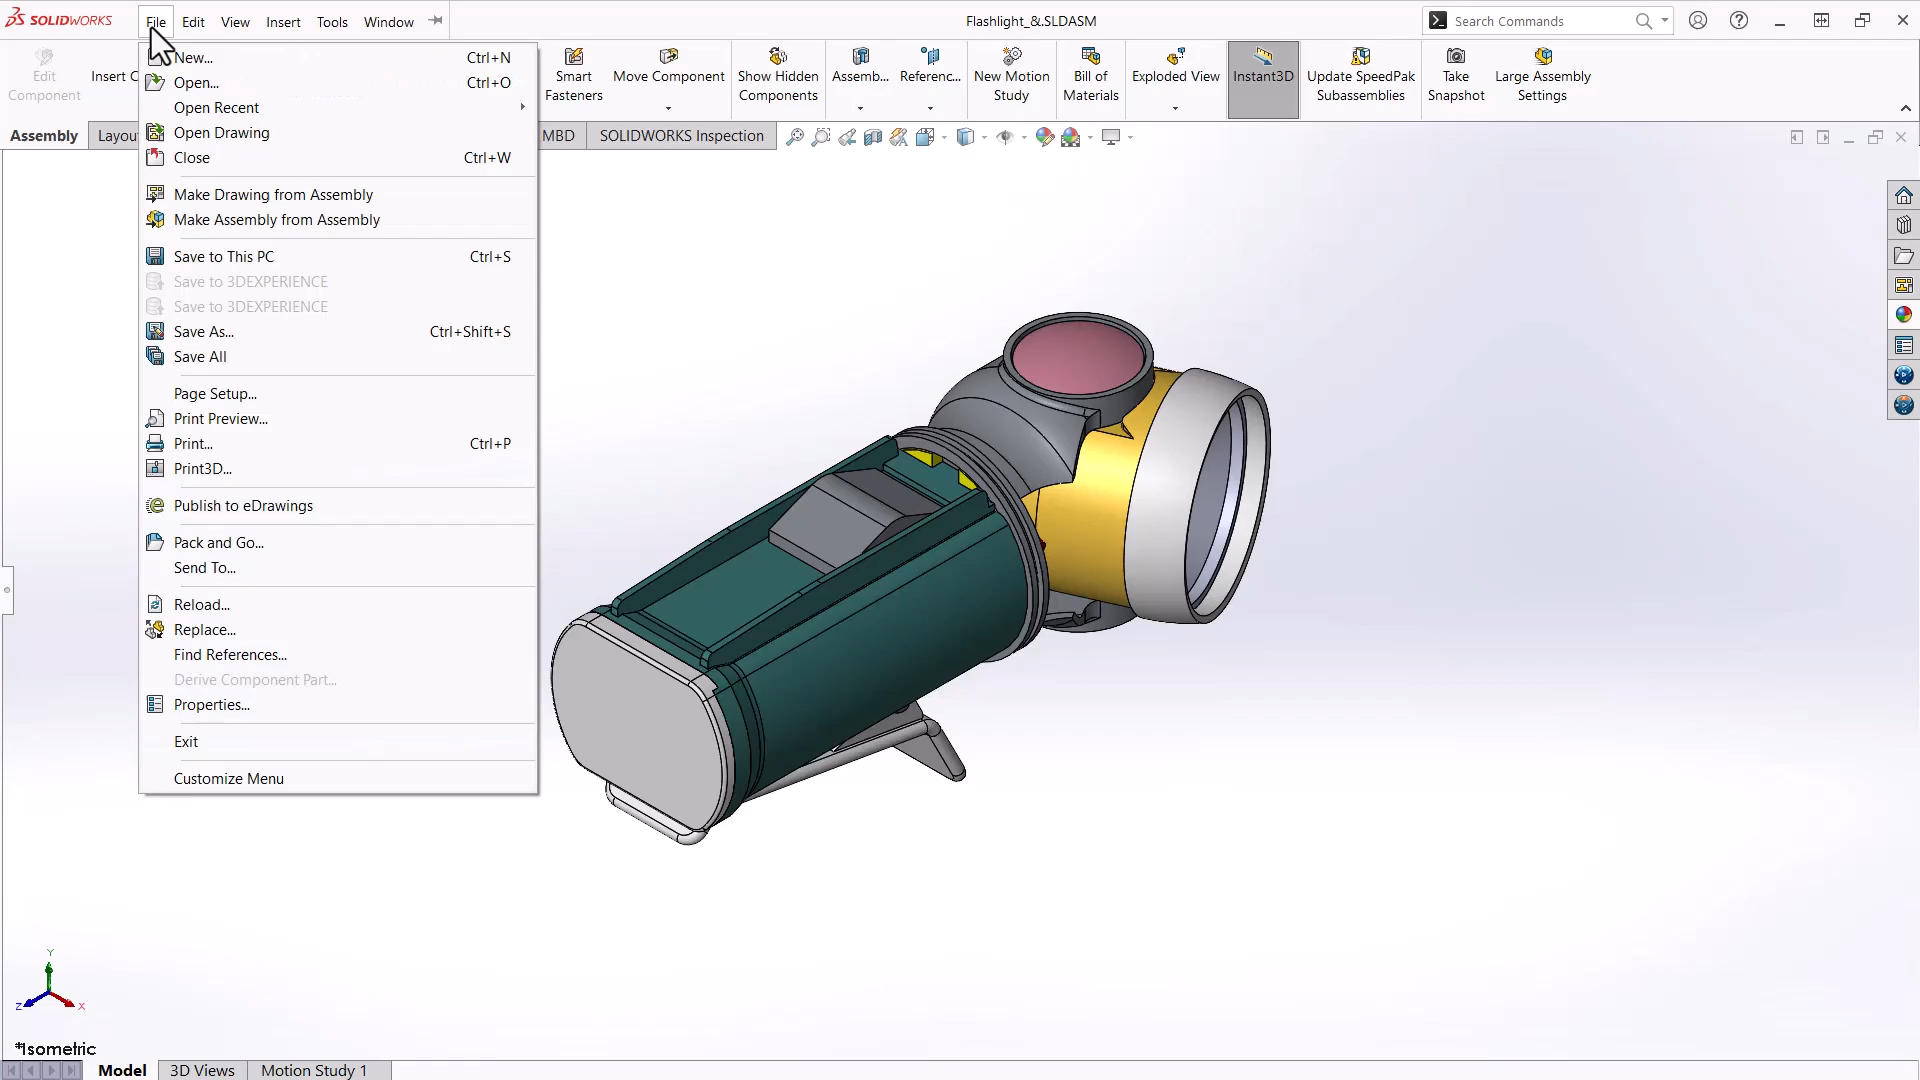 SOLIDWORKS
File Edit View Insert Tools Window
Flashlight_&.SLDASM
Search Commands
Edit
Component
Insert C
Smart
Fasteners
Move Component
Show Hidden
Components
Assemb...
Referenc...
New Motion
Study
Bill of
Materials
Exploded View
Instant3D
Update SpeedPak
Subassemblies
Take
Snapshot
Large Assembly
Settings
Assembly
Layou
MBD
SOLIDWORKS Inspection
New... Ctrl+N
Open... Ctrl+O
Open Recent
Open Drawing
Close Ctrl+W
Make Drawing from Assembly
Make Assembly from Assembly
Save to This PC Ctrl+S
Save to 3DEXPERIENCE
Save to 3DEXPERIENCE
Save As... Ctrl+Shift+S
Save All
Page Setup...
Print Preview...
Print... Ctrl+P
Print3D...
Publish to eDrawings
Pack and Go...
Send To...
Reload...
Replace...
Find References...
Derive Component Part...
Properties...
Exit
Customize Menu
Y
Z
X
*Isometric
Model
3D Views
Motion Study 1